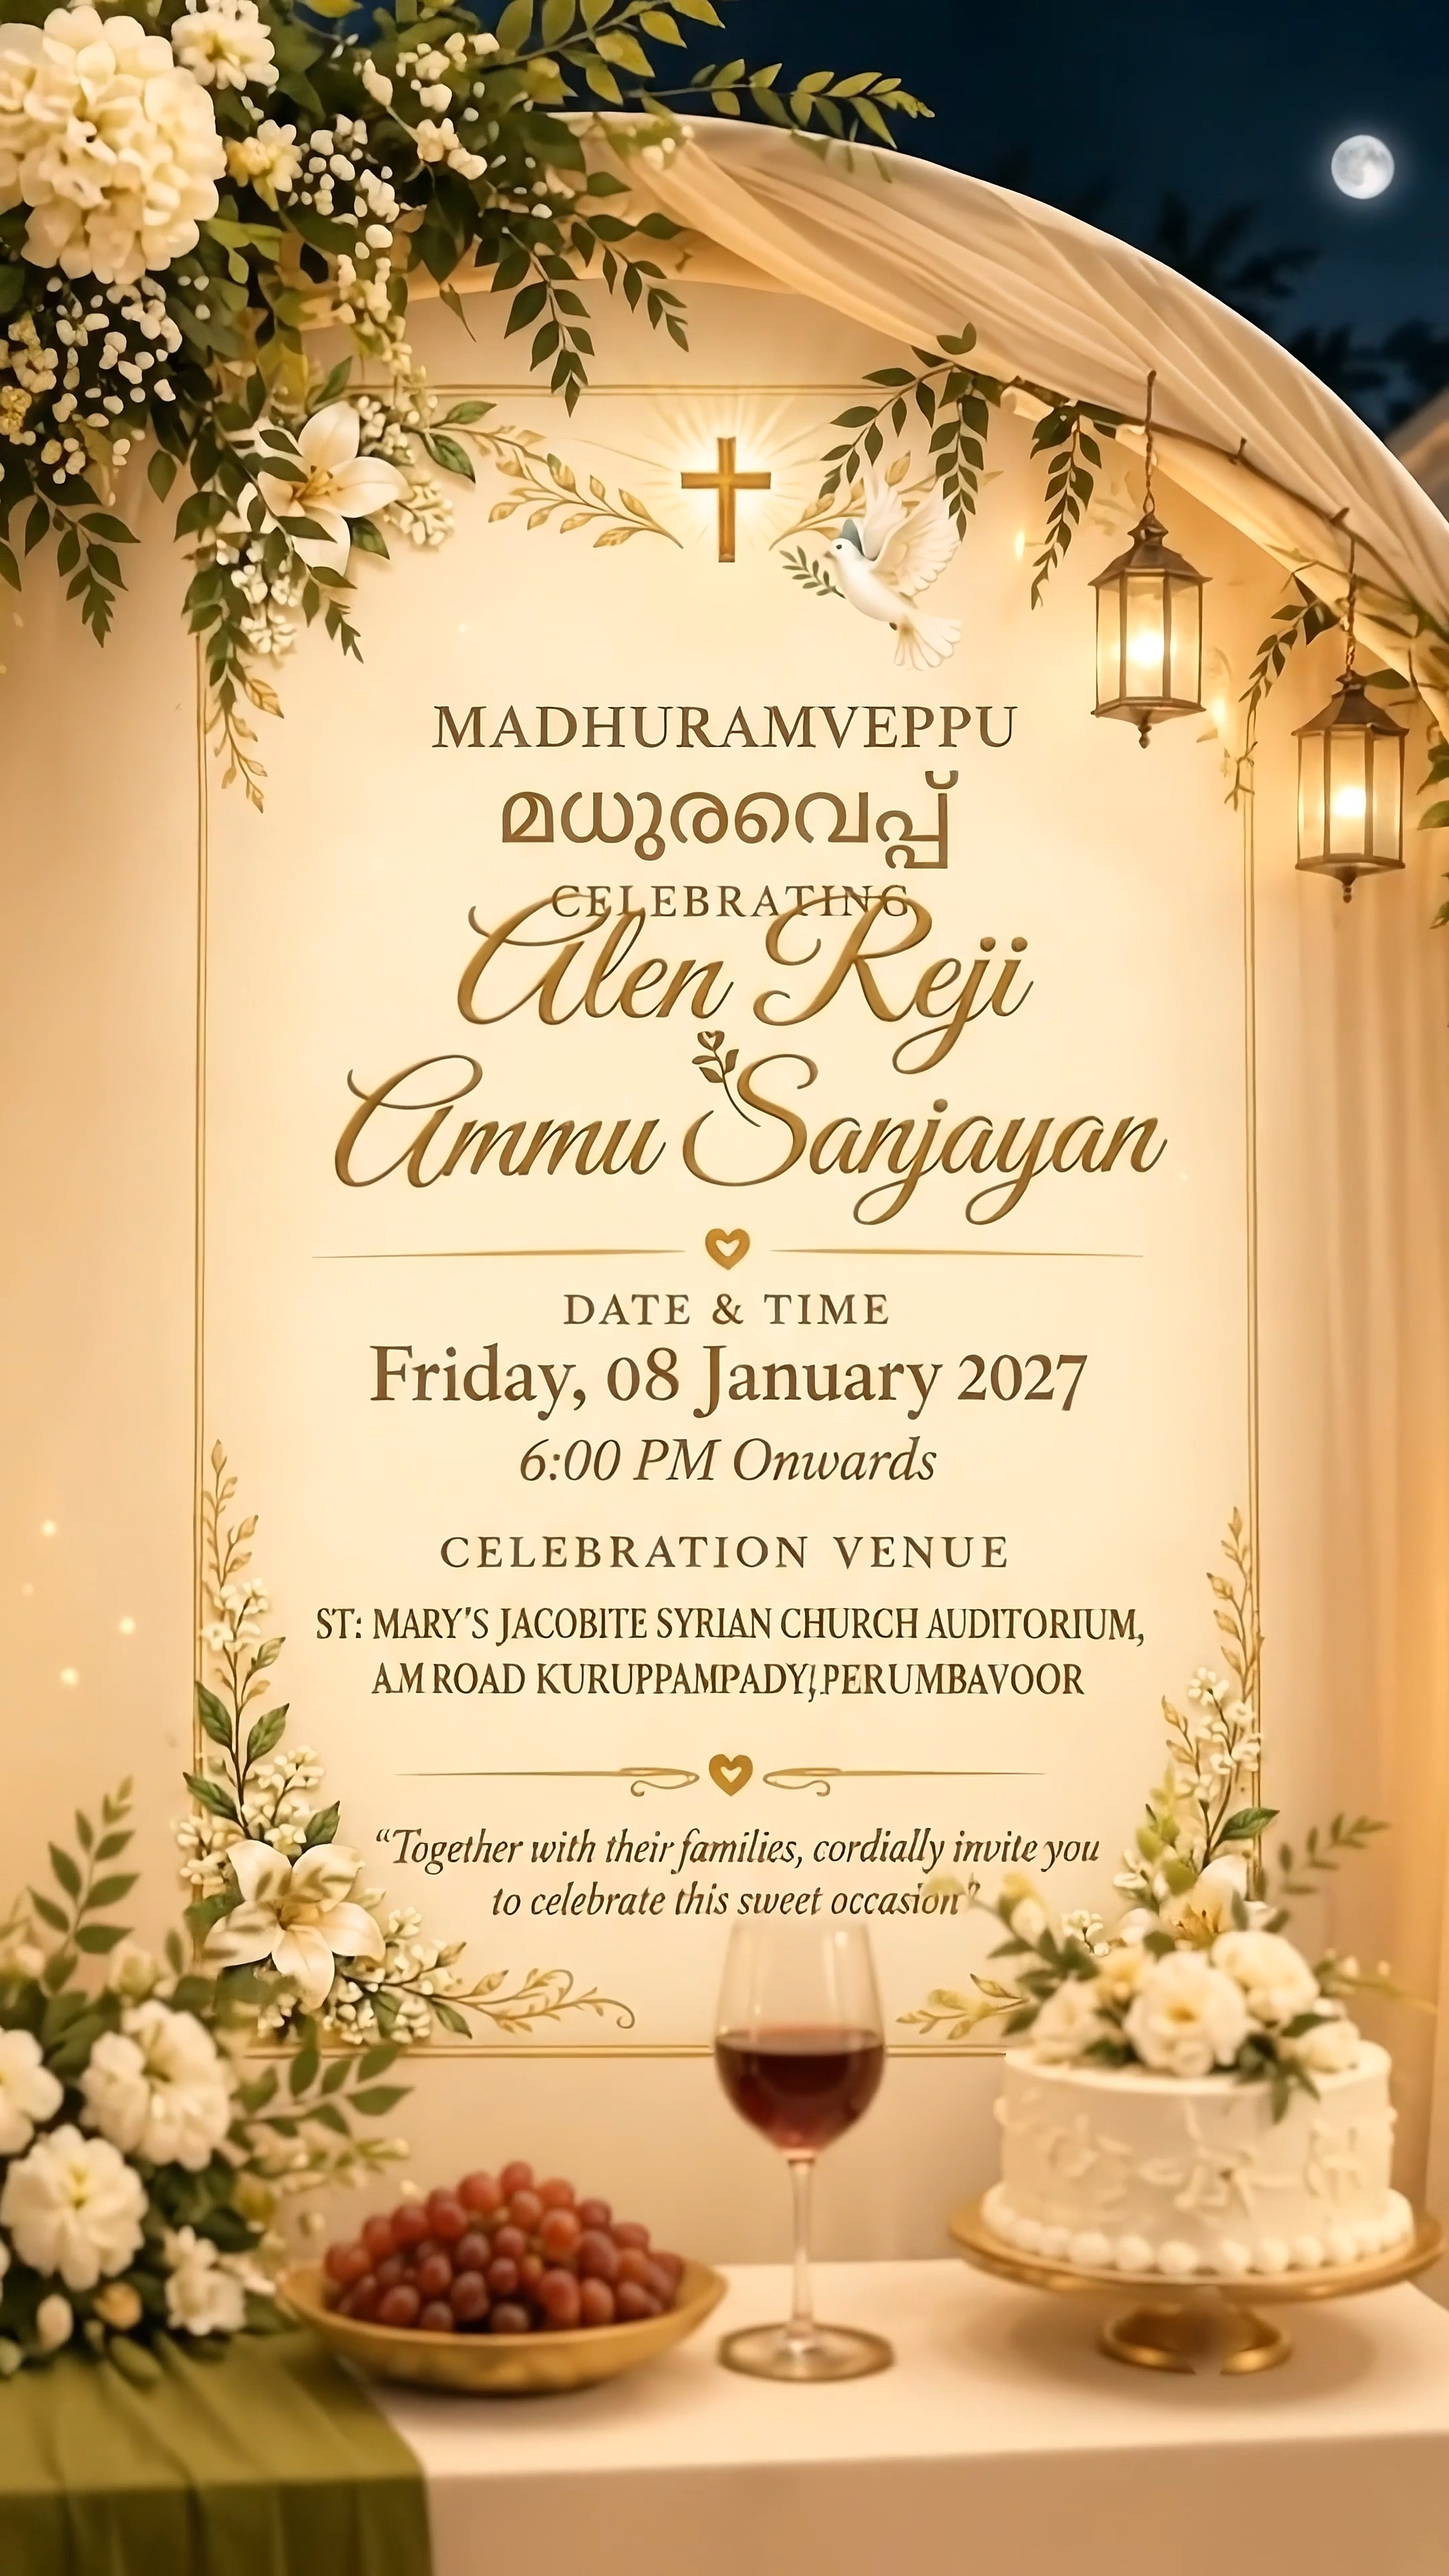 MADHURAMVEPPU
മധുരവെപ്പ്
CELEBRATING
Alen Reji
Ammu Sanjayan
DATE & TIME
Friday, 08 January 2027
6:00 PM Onwards
CELEBRATION VENUE
ST: MARY'S JACOBITE SYRIAN CHURCH AUDITORIUM,
A.M ROAD KURUPPAMPADY, PERUMBAVOOR
“Together with their families, cordially invite you
to celebrate this sweet occasion”